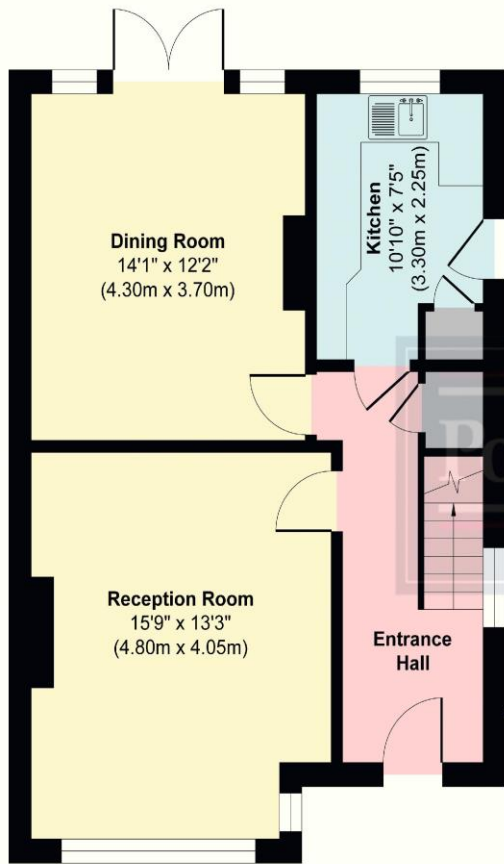 Dining Room
14'1" x 12'2"
(4.30m x 3.70m)
Kitchen
10'10" x 7'5"
(3.30m x 2.25m)
Reception Room
15'9" x 13'3"
(4.80m x 4.05m)
Entrance
Hall